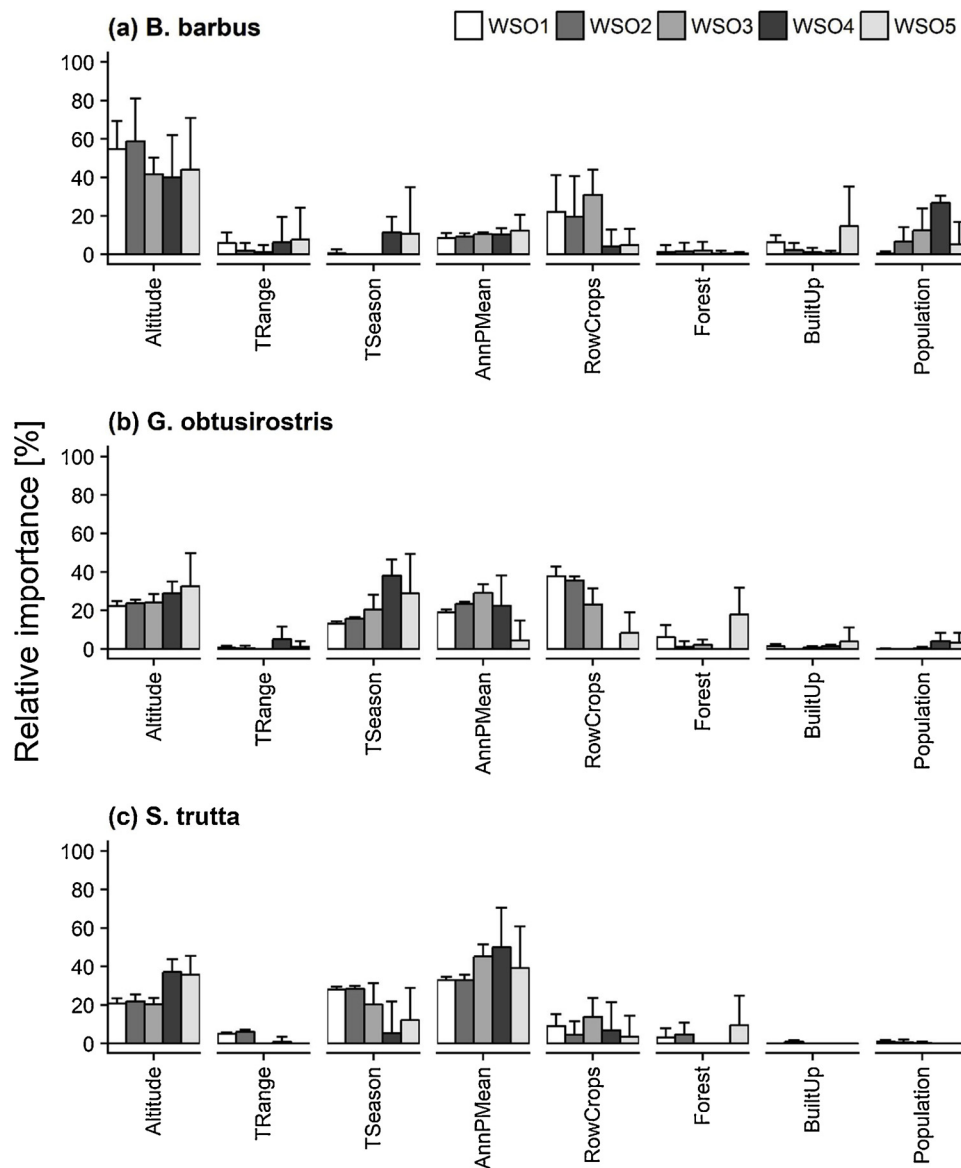 (a) B. barbus
WSO1 WSO2 WSO3 WSO4 WSO5
100
80
60
40
20
0
Altitude
TRange
TSeason
AnnPMean
RowCrops
Forest
BuiltUp
Population
Relative importance [%]
(b) G. obtusirostris
100
80
60
40
20
0
Altitude
TRange
TSeason
AnnPMean
RowCrops
Forest
BuiltUp
Population
(c) S. trutta
100
80
60
40
20
0
Altitude
TRange
TSeason
AnnPMean
RowCrops
Forest
BuiltUp
Population